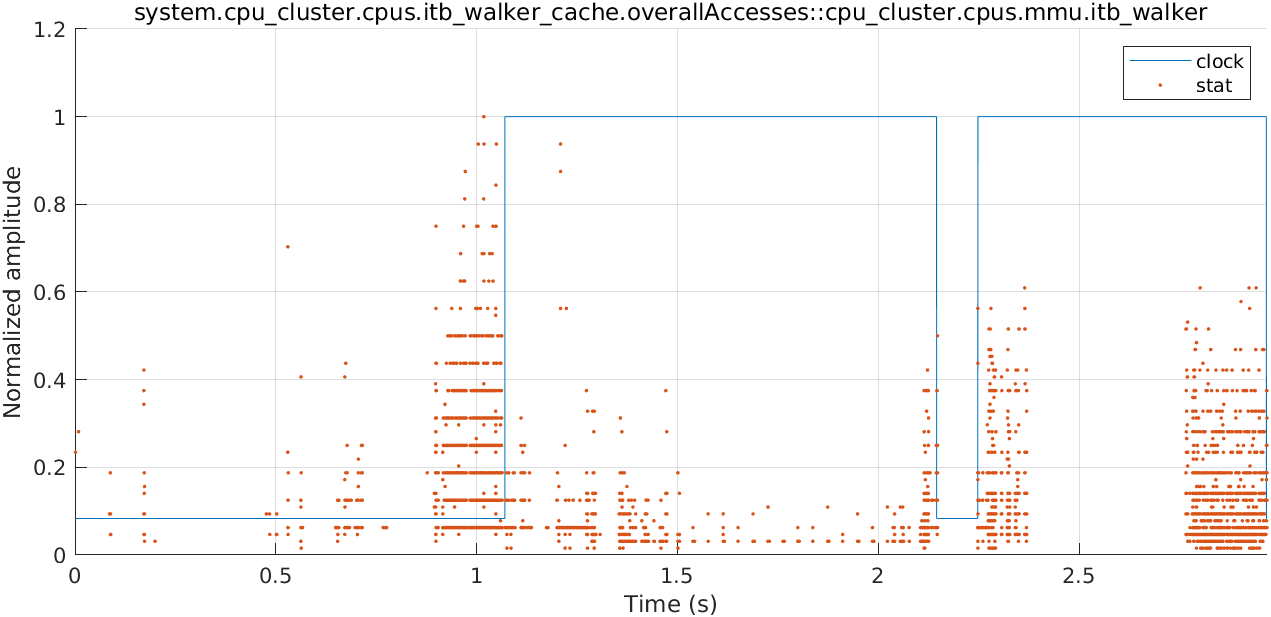 system.cpu_cluster.cpus.itb_walker_cache.overallAccesses::cpu_cluster.cpus.mmu.itb_walker
1.2
1
0.8
0.6
0.4
0.2
0
Normalized amplitude
clock
stat
0
0.5
1
1.5
2
2.5
Time (s)